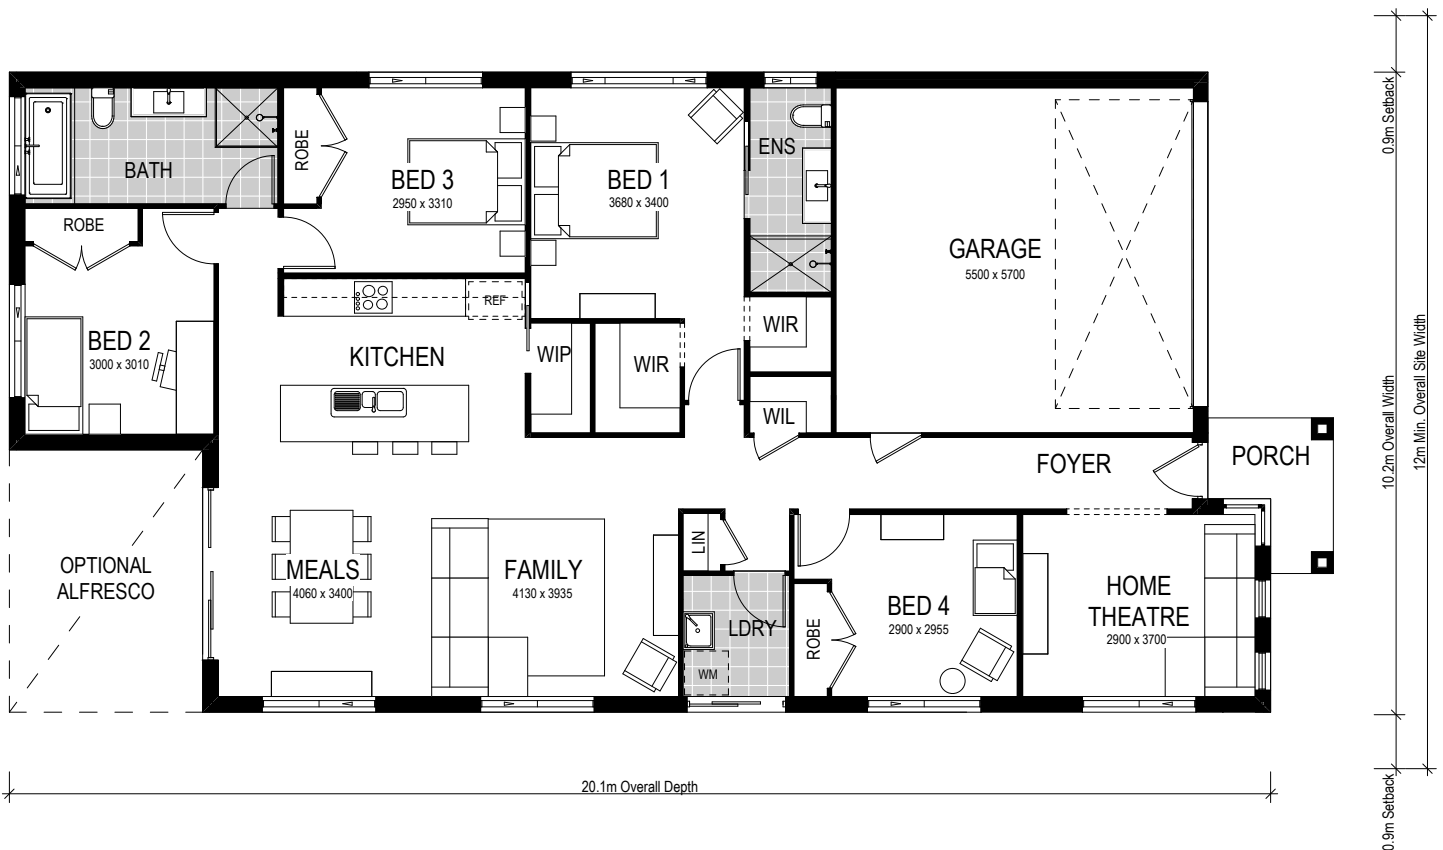 BATH
ROBE
BED 3
2950 x 3310
BED 1
3680 x 3400
ENS
GARAGE
5500 x 5700
ROBE
BED 2
3000 x 3010
REF
KITCHEN
WIP
WIR
WIR
WIL
FOYER
PORCH
OPTIONAL
ALFRESCO
MEALS
4060 x 3400
FAMILY
4130 x 3935
LIN
LDRY
WM
ROBE
BED 4
2900 x 2955
HOME
THEATRE
2900 x 3700
20.1m Overall Depth
0.9m Setback
10.2m Overall Width
12m Min. Overall Site Width
0.9m Setback